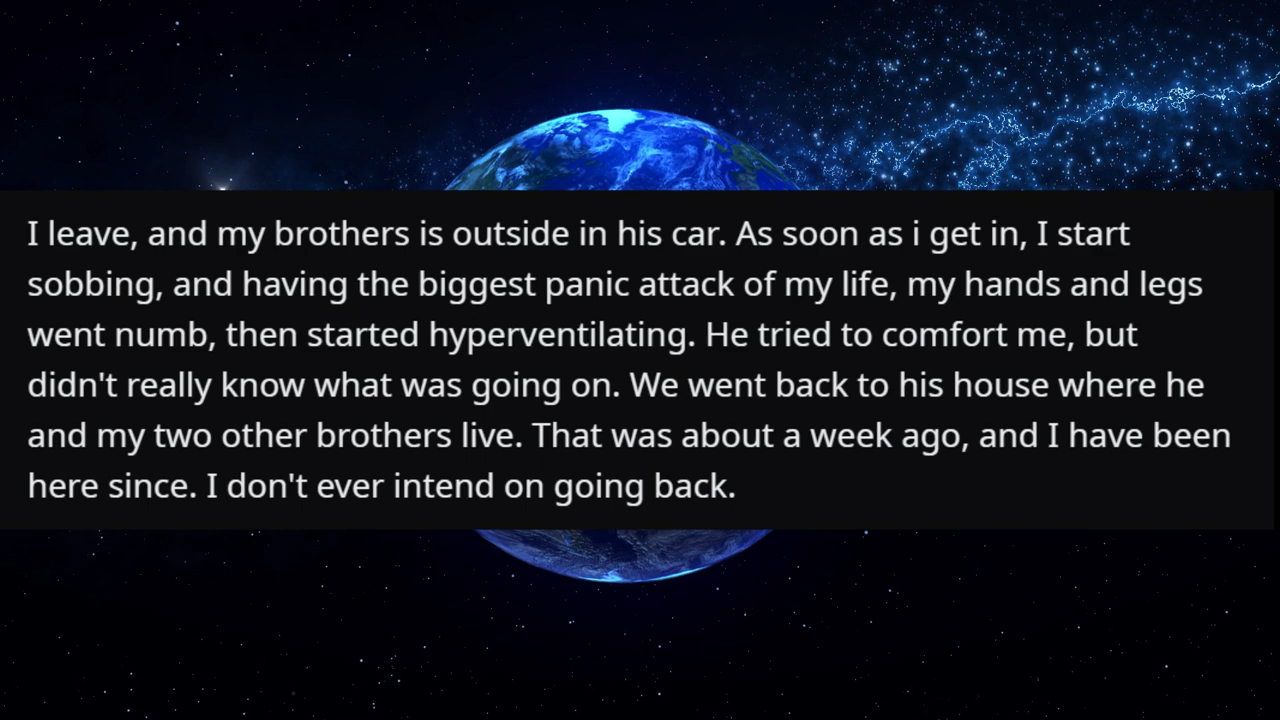 I leave, and my brothers is outside in his car. As soon as i get in, I start
sobbing, and having the biggest panic attack of my life, my hands and legs
went numb, then started hyperventilating. He tried to comfort me, but
didn't really know what was going on. We went back to his house where he
and my two other brothers live. That was about a week ago, and I have been
here since. I don't ever intend on going back.